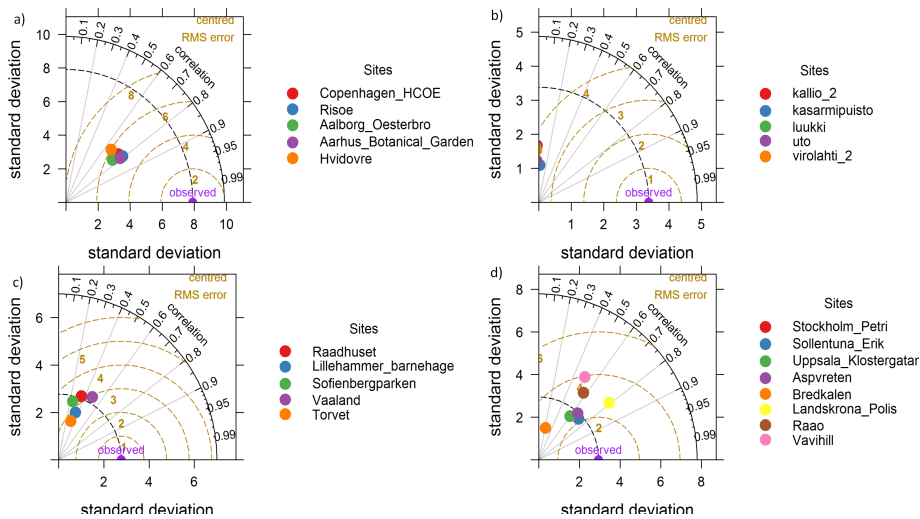 a)
centred
RMS error
correlation
0.1
0.2
0.3
0.4
0.5
0.6
0.7
0.8
0.9
0.95
0.99
standard deviation
10
8
6
4
2
8
6
4
2
observed
2
4
6
8
10
standard deviation
Sites
Copenhagen_HCOE
Risoe
Aalborg_Oesterbro
Aarhus_Botanical_Garden
Hvidovre
b)
centred
RMS error
correlation
0.1
0.2
0.3
0.4
0.5
0.6
0.7
0.8
0.9
0.95
0.99
standard deviation
5
4
3
2
1
4
3
2
1
observed
1
2
3
4
5
standard deviation
Sites
kallio_2
kasarmipuisto
luukki
uto
virolahti_2
c)
centred
RMS error
correlation
0.1
0.2
0.3
0.4
0.5
0.6
0.7
0.8
0.9
0.95
0.99
standard deviation
6
4
2
5
4
3
2
1
observed
2
4
6
standard deviation
Sites
Raadhuset
Lillehammer_barnehage
Sofienbergparken
Vaaland
Torvet
d)
centred
RMS error
correlation
0.1
0.2
0.3
0.4
0.5
0.6
0.7
0.8
0.9
0.95
0.99
standard deviation
8
6
4
2
6
4
2
observed
2
4
6
8
standard deviation
Sites
Stockholm_Petri
Sollentuna_Erik
Uppsala_Klostergatan
Aspvreten
Bredkalen
Landskrona_Polis
Raao
Vavihill